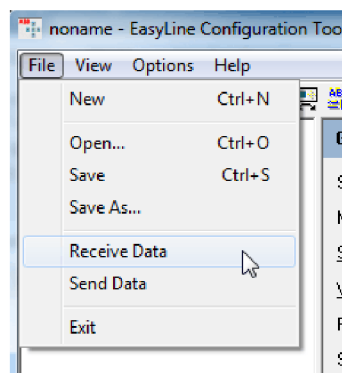 noname - EasyLine Configuration Too
File View Options Help
New Ctrl+N
Open... Ctrl+O
Save Ctrl+S
Save As...
Receive Data
Send Data
Exit